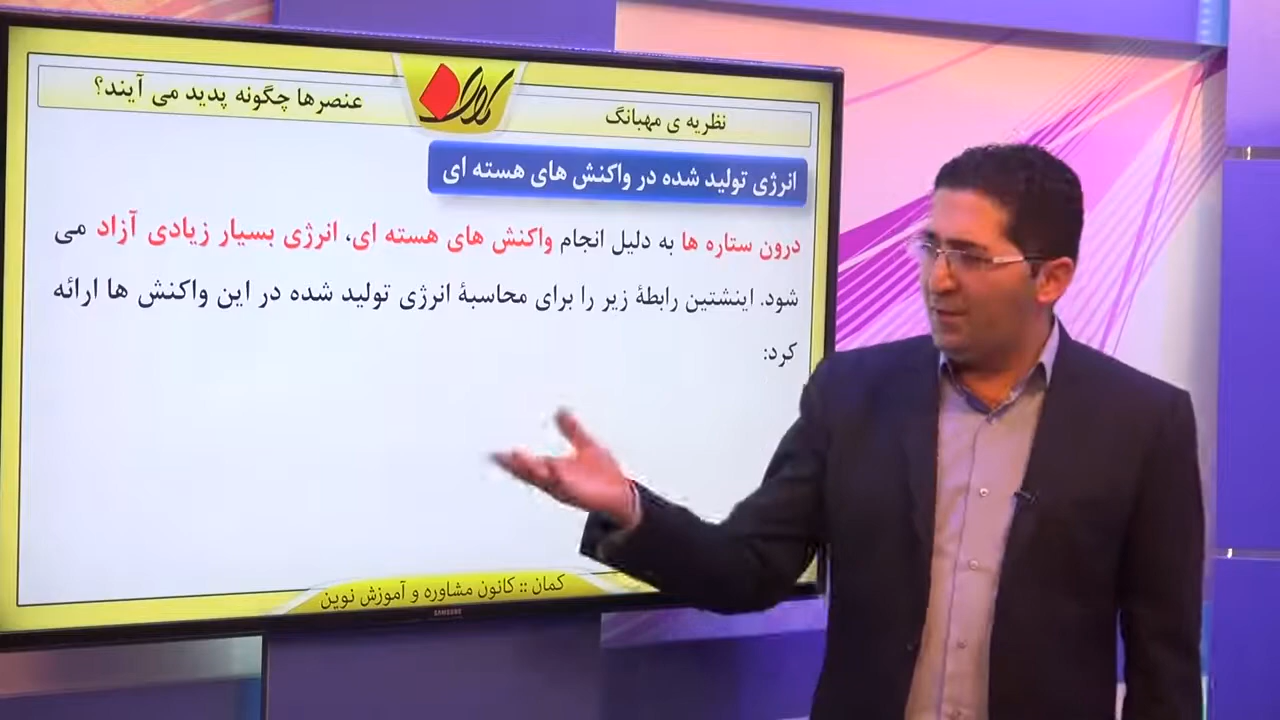 نظریه ی مهبانگ
عنصرها چگونه پدید می آیند؟
کمان
انرژی تولید شده در واکنش های هسته ای
درون ستاره ها به دلیل انجام واکنش های هسته ای، انرژی بسیار زیادی آزاد می
شود. اینشتین رابطهٔ زیر را برای محاسبهٔ انرژی تولید شده در این واکنش ها ارائه
کرد:
کمان :: کانون مشاوره و آموزش نوین
SAMSUNG